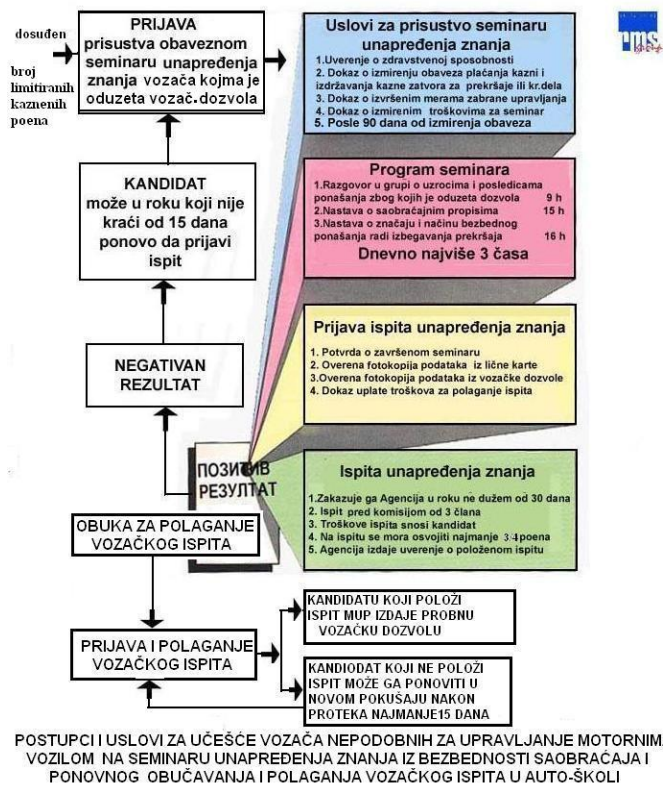 dosuđen
broj
limitiranih
kaznenih
poena
PRIJAVA
prisustva obaveznom
seminaru unapređenja
znanja vozača kojma je
oduzeta vozač.dozvola
Uslovi za prisustvo seminaru
unapređenja znanja
1.Uverenje o zdravstvenoj sposobnosti
2. Dokaz o izmirenju obaveza plaćanja kazni i
izdržavanja kazne zatvora za prekršaje ili kr.dela
3. Dokaz o izvršenim merama zabrane upravljanja
4. Dokaz o izmirenim troškovima za seminar
5. Posle 90 dana od izmirenja obaveza
rms
KANDIDAT
može u roku koji nije
kraći od 15 dana
ponovo da prijavi
ispit
Program seminara
1.Razgovor u grupi o uzrocima i posledicama
ponašanja zbog kojih je oduzeta dozvola 9 h
2.Nastava o saobraćajnim propisima 15 h
3.Nastava o značaju i načinu bezbednog
ponašanja radi izbegavanja prekršaja 16 h
Dnevno najviše 3 časa
NEGATIVAN
REZULTAT
Prijava ispita unapređenja znanja
1. Potvrda o završenom seminaru
2. Overena fotokopija podataka iz lične karte
3.Overena fotokopija podataka iz vozačke dozvole
4. Dokaz uplate troškova za polaganje ispita
ПОЗИТИВ
РЕЗУЛТАТ
Ispita unapređenja znanja
1.Zakazuje ga Agencija u roku ne dužem od 30 dana
2. Ispit pred komisijom od 3 člana
3. Troškove ispita snosi kandidat
4. Na ispitu se mora osvojiti najmanje 34 poena
5. Agencija izdaje uverenje o položenom ispitu
OBUKA ZA POLAGANJE
VOZAČKOG ISPITA
PRIJAVA I POLAGANJE
VOZAČKOG ISPITA
KANDIDATU KOJI POLOŽI
ISPIT MUP IZDAJE PROBNU
VOZAČKU DOZVOLU
KANDIODAT KOJI NE POLOŽI
ISPIT MOŽE GA PONOVITI U
NOVOM POKUŠAJU NAKON
PROTEKA NAJMANJE15 DANA
POSTUPCI I USLOVI ZA UČEŠĆE VOZAČA NEPODOBNIH ZA UPRAVLJANJE MOTORNIM
VOZILOM NA SEMINARU UNAPREĐENJA ZNANJA IZ BEZBEDNOSTI SAOBRAĆAJA I
PONOVNOG OBUČAVANJA I POLAGANJA VOZAČKOG ISPITA U AUTO-ŠKOLI